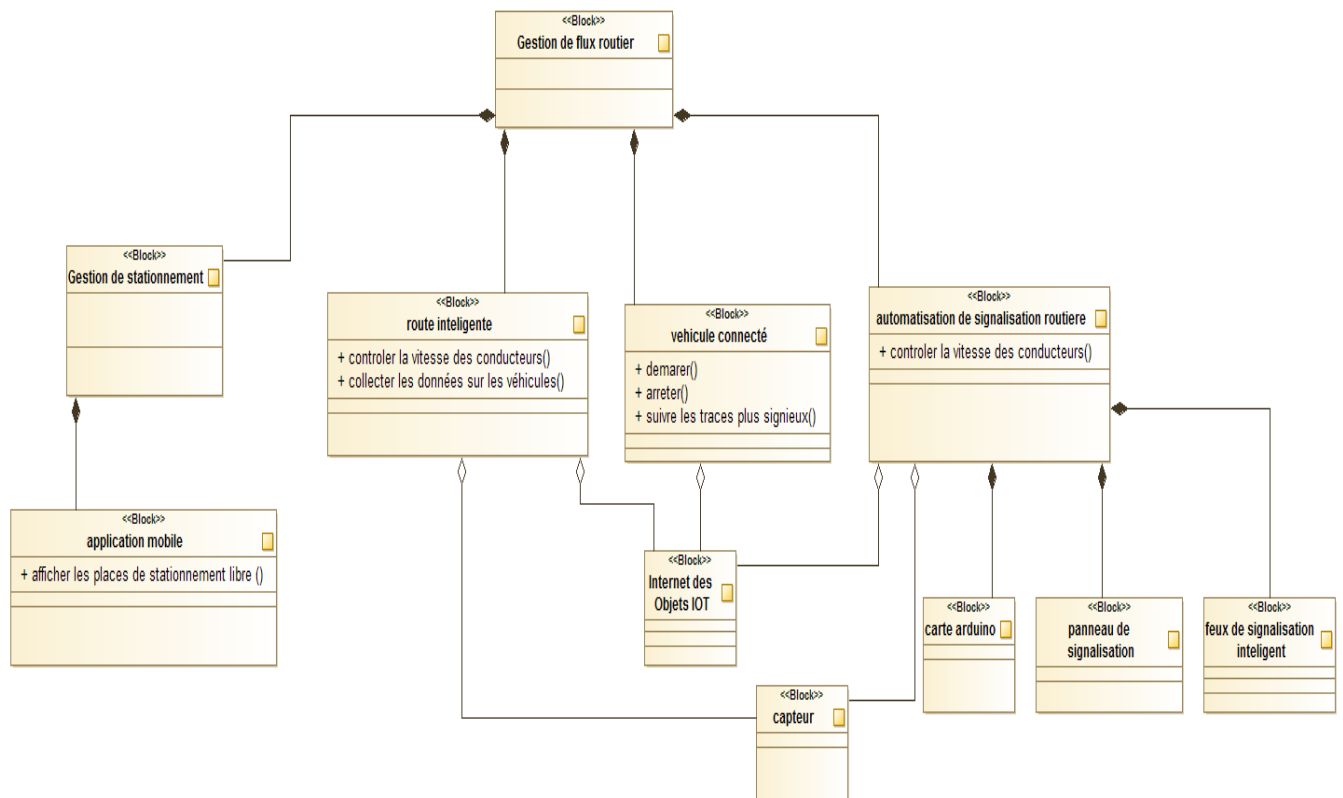 <<Block>>
Gestion de flux routier
<<Block>>
Gestion de stationnement
<<Block>>
route inteligente
+ controler la vitesse des conducteurs()
+ collecter les données sur les véhicules()
<<Block>>
vehicule connecté
+ demarer()
+ arreter()
+ suivre les traces plus signieux()
<<Block>>
automatisation de signalisation routiere
+ controler la vitesse des conducteurs()
<<Block>>
application mobile
+ afficher les places de stationnement libre ()
<<Block>>
Internet des
Objets IOT
<<Block>>
carte arduino
<<Block>>
panneau de
signalisation
<<Block>>
feux de signalisation
inteligent
<<Block>>
capteur